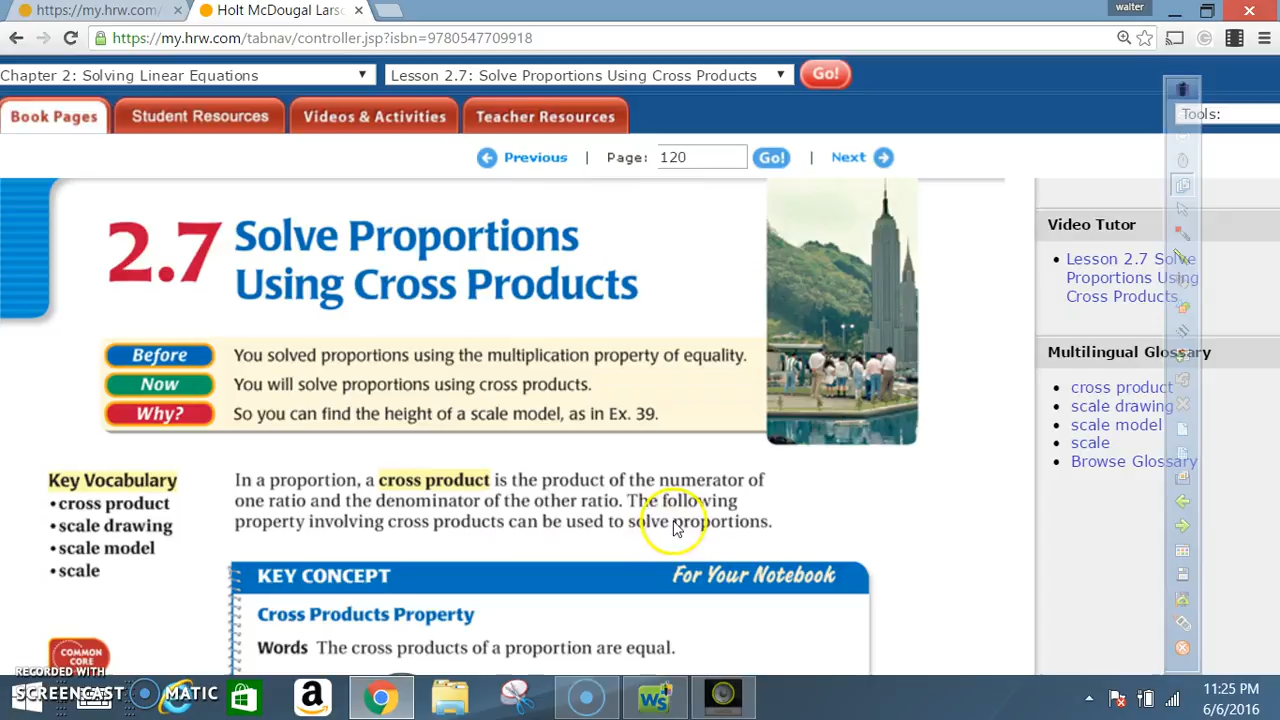 https://my.hrw.com/tabnav/ ×
Holt McDougal Lars ×
walter
https://my.hrw.com/tabnav/controller.jsp?isbn=9780547709918
Chapter 2: Solving Linear Equations
Lesson 2.7: Solve Proportions Using Cross Products
Go!
Book Pages
Student Resources
Videos & Activities
Teacher Resources
Tools:
Previous | Page: 120 Go! | Next
2.7 Solve Proportions
Using Cross Products
Before You solved proportions using the multiplication property of equality.
Now You will solve proportions using cross products.
Why? So you can find the height of a scale model, as in Ex. 39.
Key Vocabulary
• cross product
• scale drawing
• scale model
• scale
In a proportion, a cross product is the product of the numerator of
one ratio and the denominator of the other ratio. The following
property involving cross products can be used to solve proportions.
KEY CONCEPT For Your Notebook
Cross Products Property
Words The cross products of a proportion are equal.
COMMON
CORE
Video Tutor
• Lesson 2.7 Solve
Proportions Using
Cross Products
Multilingual Glossary
• cross product
• scale drawing
• scale model
• scale
• Browse Glossary
RECORDED WITH
SCREENCAST MATIC
11:25 PM
6/6/2016